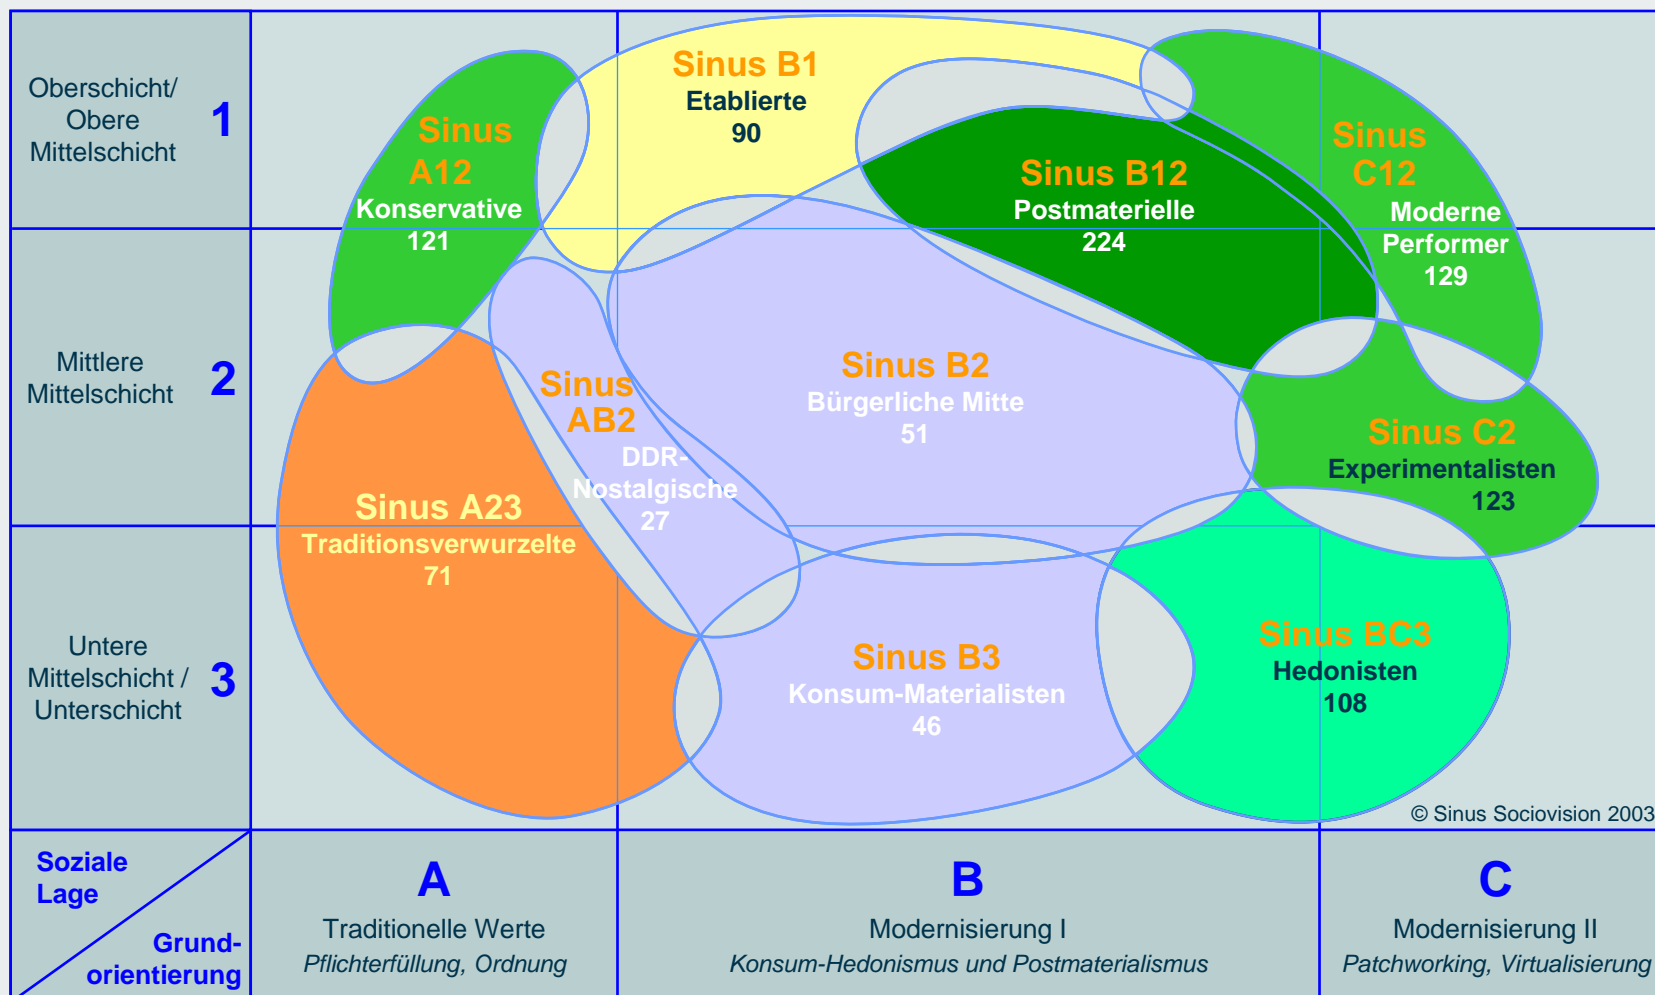 Oberschicht/
Obere
Mittelschicht
1
Sinus
A12
Konservative
121
Sinus B1
Etablierte
90
Sinus B12
Postmaterielle
224
Sinus
C12
Moderne
Performer
129
Mittlere
Mittelschicht
2
Sinus
AB2
DDR-
Nostalgische
27
Sinus B2
Bürgerliche Mitte
51
Sinus C2
Experimentalisten
123
Sinus A23
Traditionsverwurzelte
71
Untere
Mittelschicht /
Unterschicht
3
Sinus B3
Konsum-Materialisten
46
Sinus BC3
Hedonisten
108
© Sinus Sociovision 2003
Soziale
Lage
Grund-
orientierung
A
Traditionelle Werte
Pflichterfüllung, Ordnung
B
Modernisierung I
Konsum-Hedonismus und Postmaterialismus
C
Modernisierung II
Patchworking, Virtualisierung